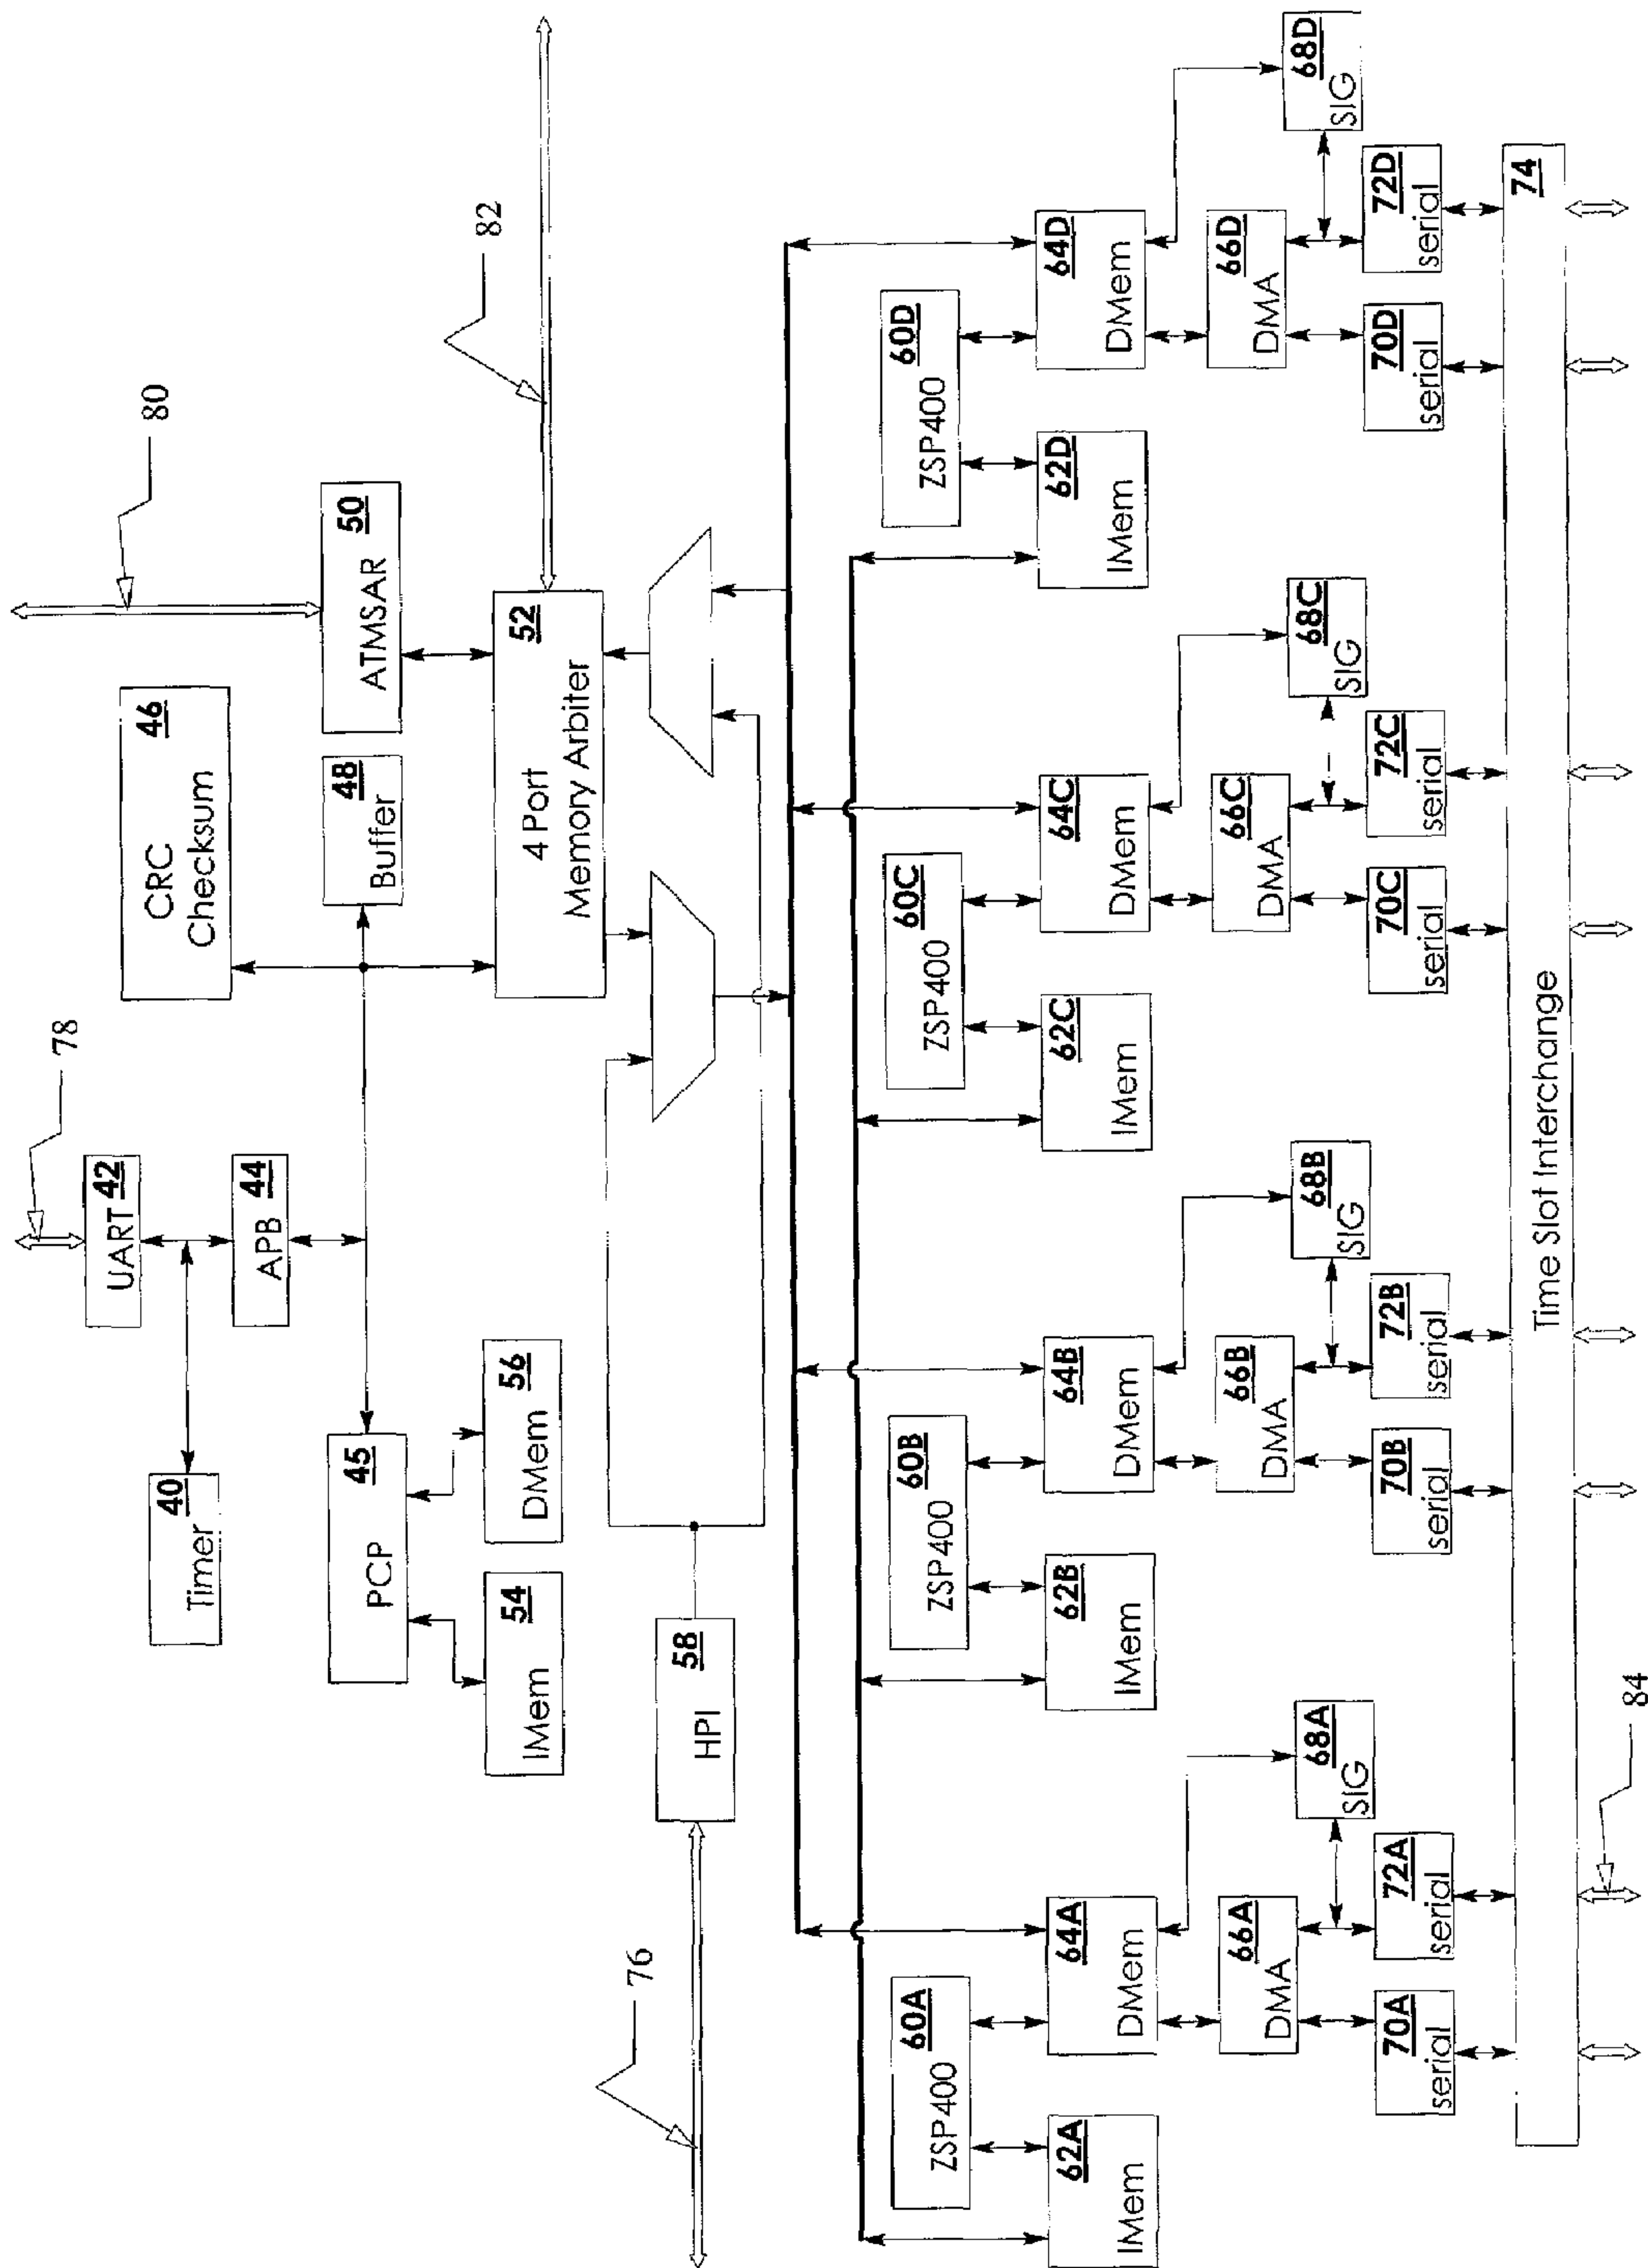 78
80
82
76
84
UART 42
40
Timer
APB 44
CRC 46
Checksum
45
PCP
Buffer 48
ATMSAR 50
54
IMem
56
DMem
4 Port 52
Memory Arbiter
58
HPI
60A
ZSP400
62A
IMem
64A
DMem
66A
DMA
68A
SIG
70A
serial
72A
serial
60B
ZSP400
62B
IMem
64B
DMem
66B
DMA
68B
SIG
70B
serial
72B
serial
60C
ZSP400
62C
IMem
64C
DMem
66C
DMA
68C
SIG
70C
serial
72C
serial
60D
ZSP400
62D
IMem
64D
DMem
66D
DMA
68D
SIG
70D
serial
72D
serial
Time Slot Interchange
74